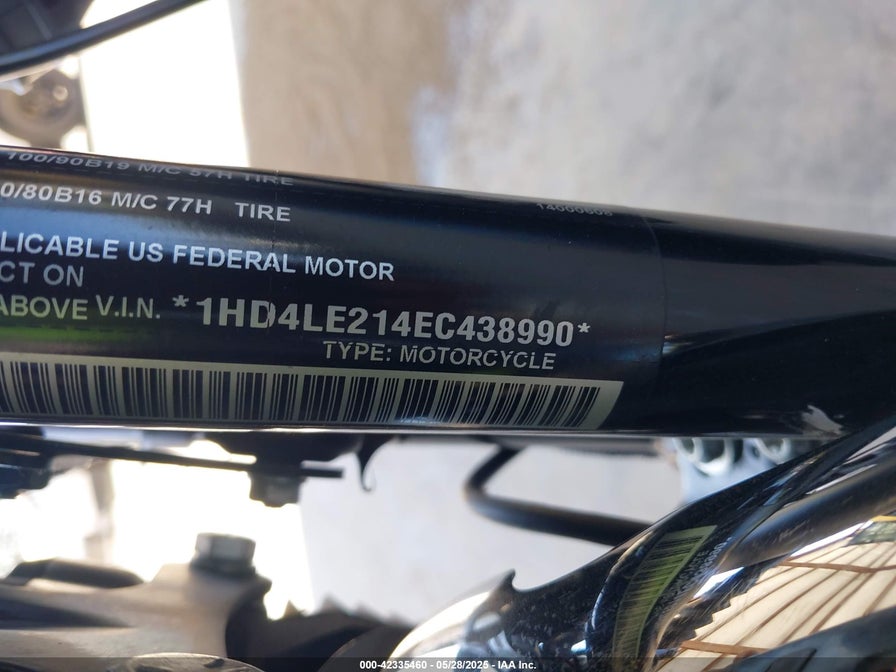 100/90B19 M/C 57H TIRE
0/80B16 M/C 77H TIRE
14000608
LICABLE US FEDERAL MOTOR
CT ON
ABOVE V.I.N. *1HD4LE214EC438990*
TYPE: MOTORCYCLE
000-42335460 - 05/28/2025 - IAA Inc.